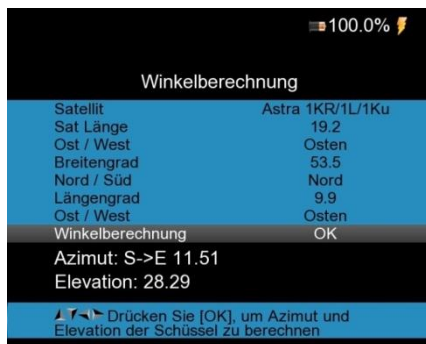 100.0%
Winkelberechnung
Satellit Astra 1KR/1L/1Ku
Sat Länge 19.2
Ost / West Osten
Breitengrad 53.5
Nord / Süd Nord
Längengrad 9.9
Ost / West Osten
Winkelberechnung OK
Azimut: S->E 11.51
Elevation: 28.29
Drücken Sie [OK], um Azimut und
Elevation der Schüssel zu berechnen